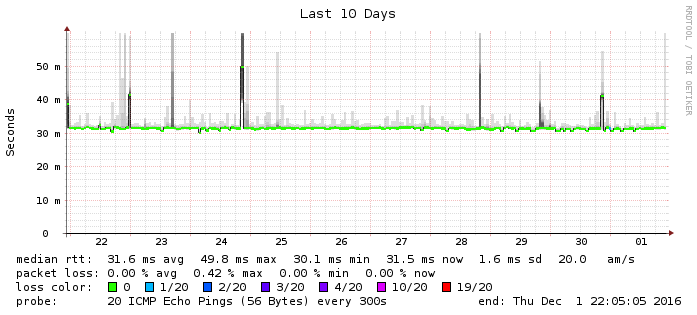 Last 10 Days
RRDTOOL / TOBI OETIKER
Seconds
50 m
40 m
30 m
20 m
10 m
0
22 23 24 25 26 27 28 29 30 01
median rtt: 31.6 ms avg 49.8 ms max 30.1 ms min 31.5 ms now 1.6 ms sd 20.0 am/s
packet loss: 0.00 % avg 0.42 % max 0.00 % min 0.00 % now
loss color: 0 1/20 2/20 3/20 4/20 10/20 19/20
probe: 20 ICMP Echo Pings (56 Bytes) every 300s end: Thu Dec 1 22:05:05 2016